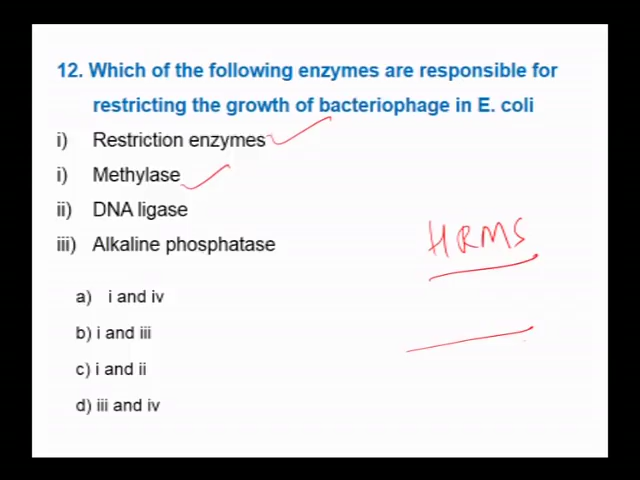 12. Which of the following enzymes are responsible for
restricting the growth of bacteriophage in E. coli
i) Restriction enzymes
i) Methylase
ii) DNA ligase
iii) Alkaline phosphatase
HRMS
a) i and iv
b) i and iii
c) i and ii
d) iii and iv